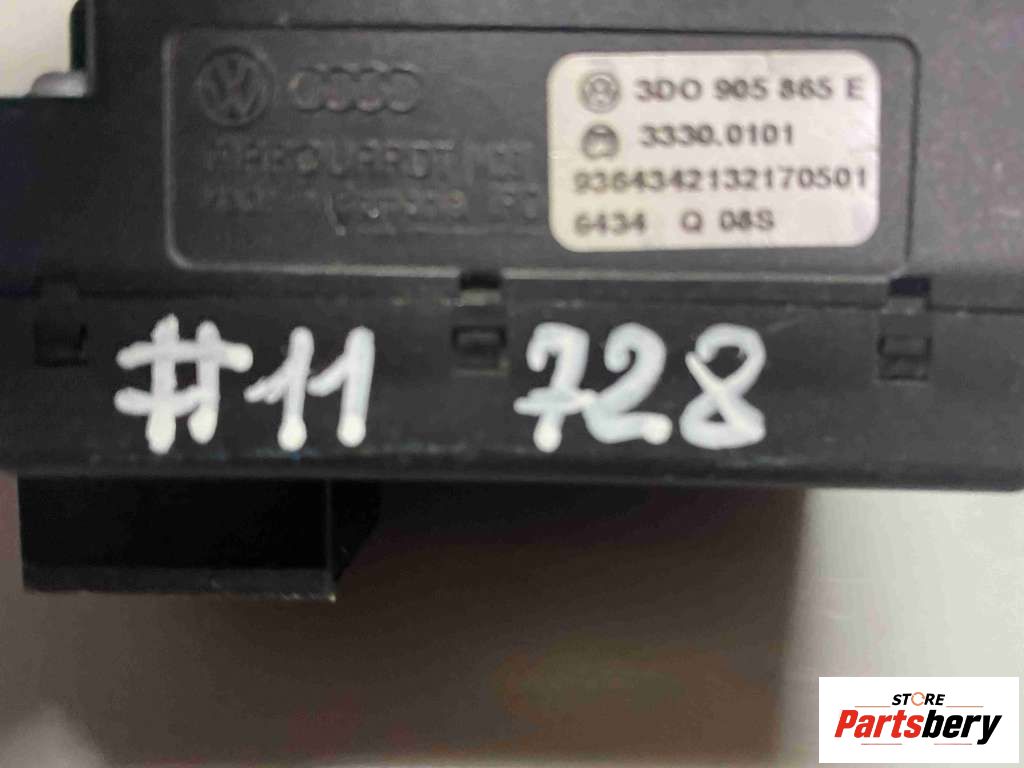 3D0 905 865 E
3330.0101
9364342132170501
6434 Q 08S
#11 728
STORE
Partsbery